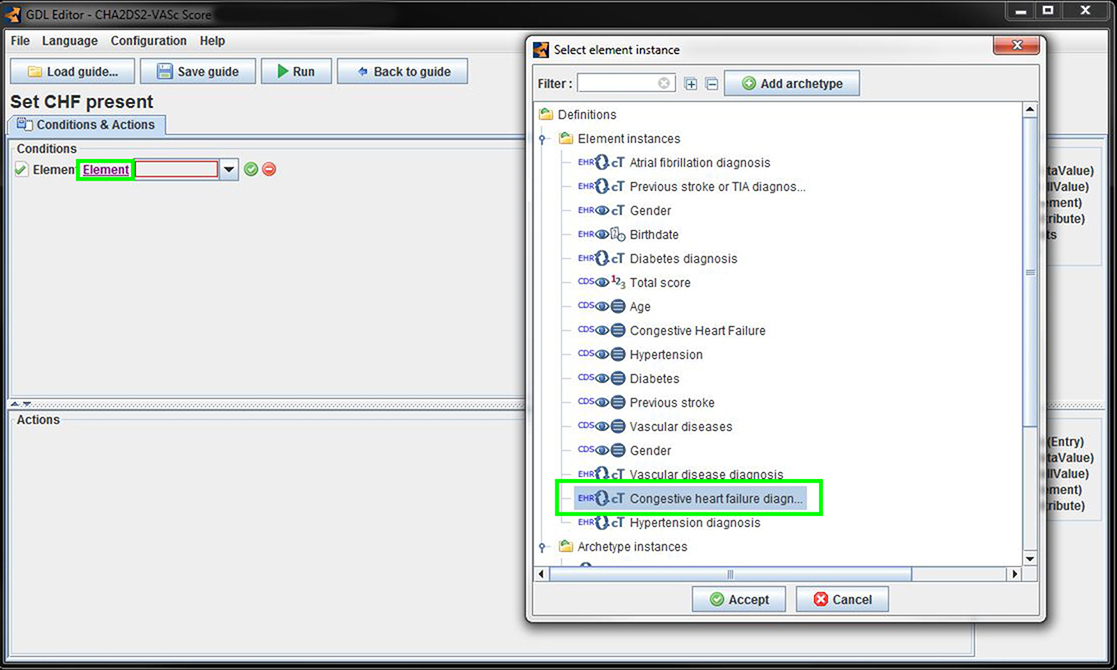 GDL Editor - CHA2DS2-VASc Score
File Language Configuration Help
Load guide... Save guide Run Back to guide
Set CHF present
Conditions & Actions
Conditions
Element
taValue)
lValue)
ement)
tribute)
ts
Actions
(Entry)
taValue)
lValue)
ement)
tribute)
Select element instance
Filter : Add archetype
Definitions
Element instances
EHR cT Atrial fibrillation diagnosis
EHR cT Previous stroke or TIA diagnos...
EHR cT Gender
EHR Birthdate
EHR cT Diabetes diagnosis
CDS 123 Total score
CDS Age
CDS Congestive Heart Failure
CDS Hypertension
CDS Diabetes
CDS Previous stroke
CDS Vascular diseases
CDS Gender
EHR cT Vascular disease diagnosis
EHR cT Congestive heart failure diagn...
EHR cT Hypertension diagnosis
Archetype instances
Accept Cancel